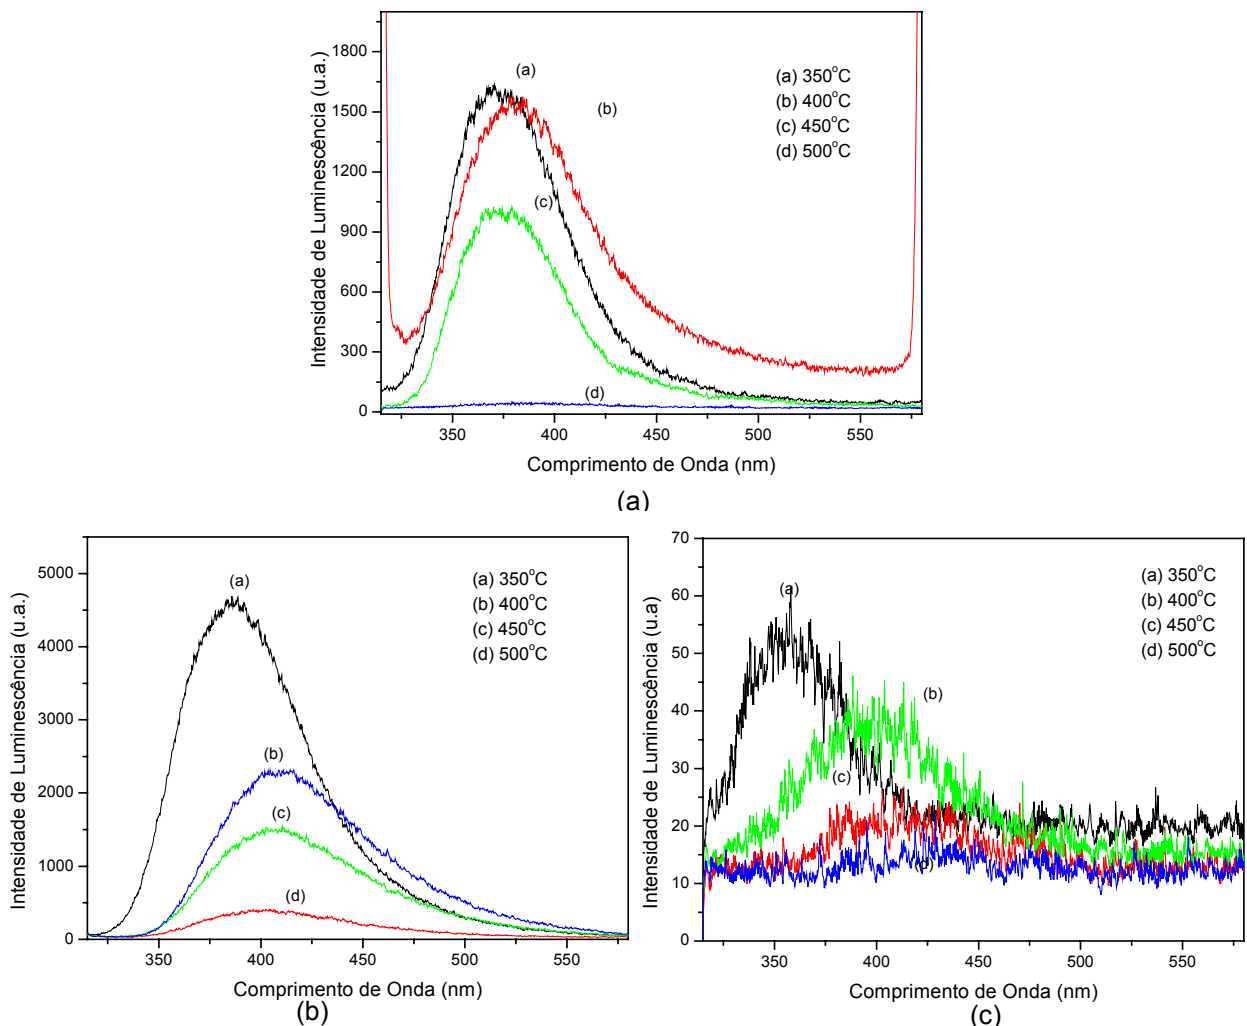 Intensidade de Luminescência (u.a.)
1800
1500
1200
900
600
300
0
(a)
(b)
(c)
(d)
(a) 350°C
(b) 400°C
(c) 450°C
(d) 500°C
350
400
450
500
550
Comprimento de Onda (nm)
(a)
Intensidade de Luminescência (u.a.)
5000
4000
3000
2000
1000
0
(a)
(b)
(c)
(d)
(a) 350°C
(b) 400°C
(c) 450°C
(d) 500°C
350
400
450
500
550
Comprimento de Onda (nm)
(b)
Intensidade de Luminescência (u.a)
70
60
50
40
30
20
10
0
(a)
(b)
(c)
(d)
(a) 350°C
(b) 400°C
(c) 450°C
(d) 500°C
350
400
450
500
550
Comprimento de Onda (nm)
(c)